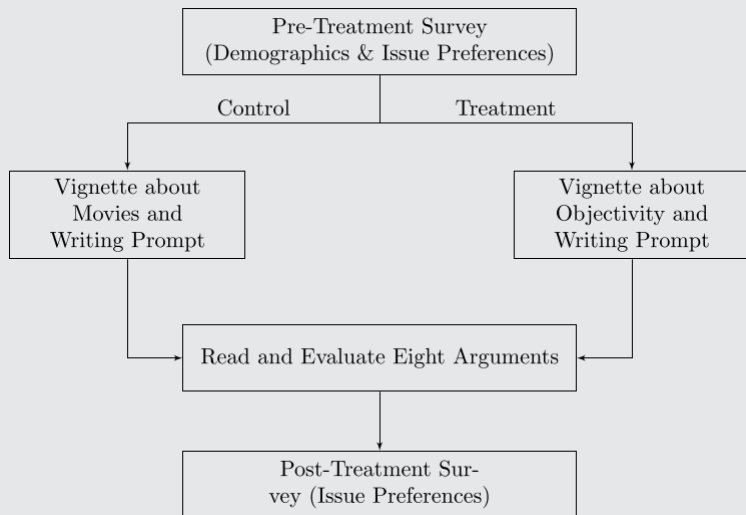 Pre-Treatment Survey
(Demographics & Issue Preferences)
Control
Treatment
Vignette about
Movies and
Writing Prompt
Vignette about
Objectivity and
Writing Prompt
Read and Evaluate Eight Arguments
Post-Treatment Sur-
vey (Issue Preferences)